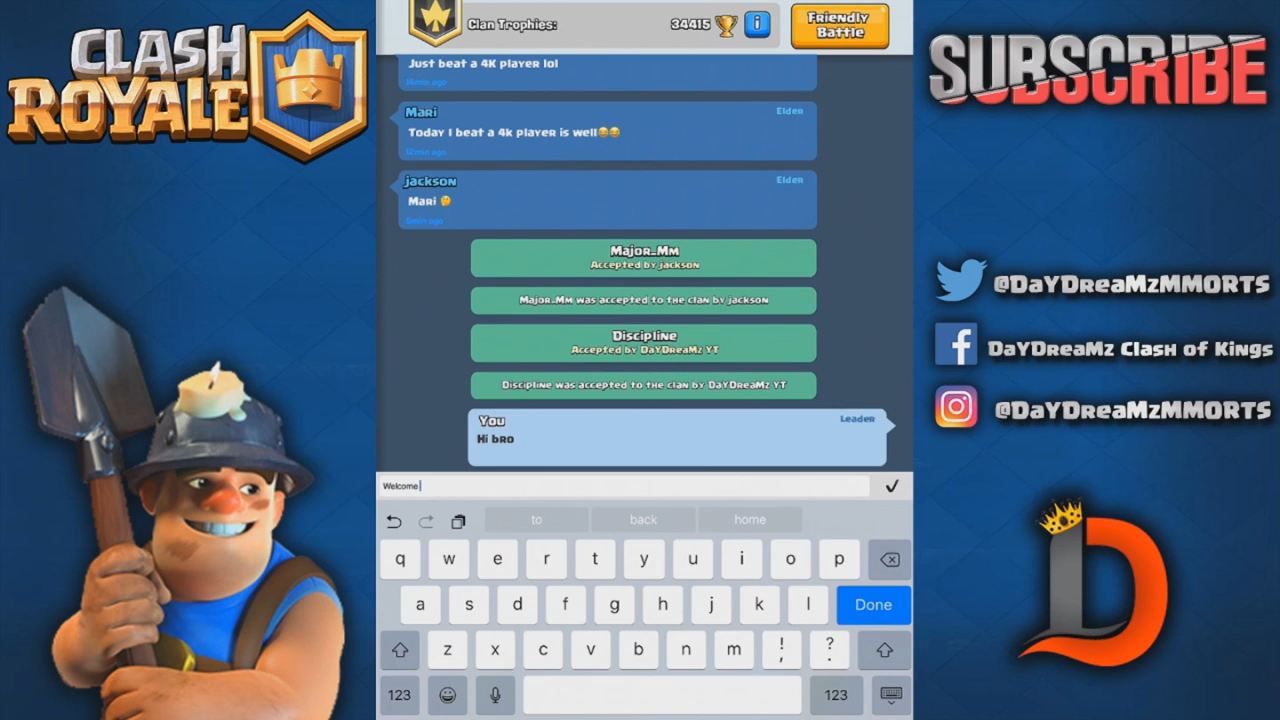 CLASH
ROYALE
Clan Trophies:
34415
i
Friendly
Battle
SUBSCRIBE
Just beat a 4K player lol
Mari
Elder
Today I beat a 4k player is well😂😂
12min ago
jackson
Elder
Mari 🤔
Major_Mm
Accepted by jackson
Major_Mm was accepted to the clan by jackson
Discipline
Accepted by DaYDreaMz YT
Discipline was accepted to the clan by DaYDreaMz YT
You
Leader
Hi bro
Welcome
to back home
q w e r t y u i o p
a s d f g h j k l Done
z x c v b n m ! , ? .
123 123
@DaYDreaMzMMORTS
f DaYDreaMz Clash of Kings
@DaYDreaMzMMORTS
D